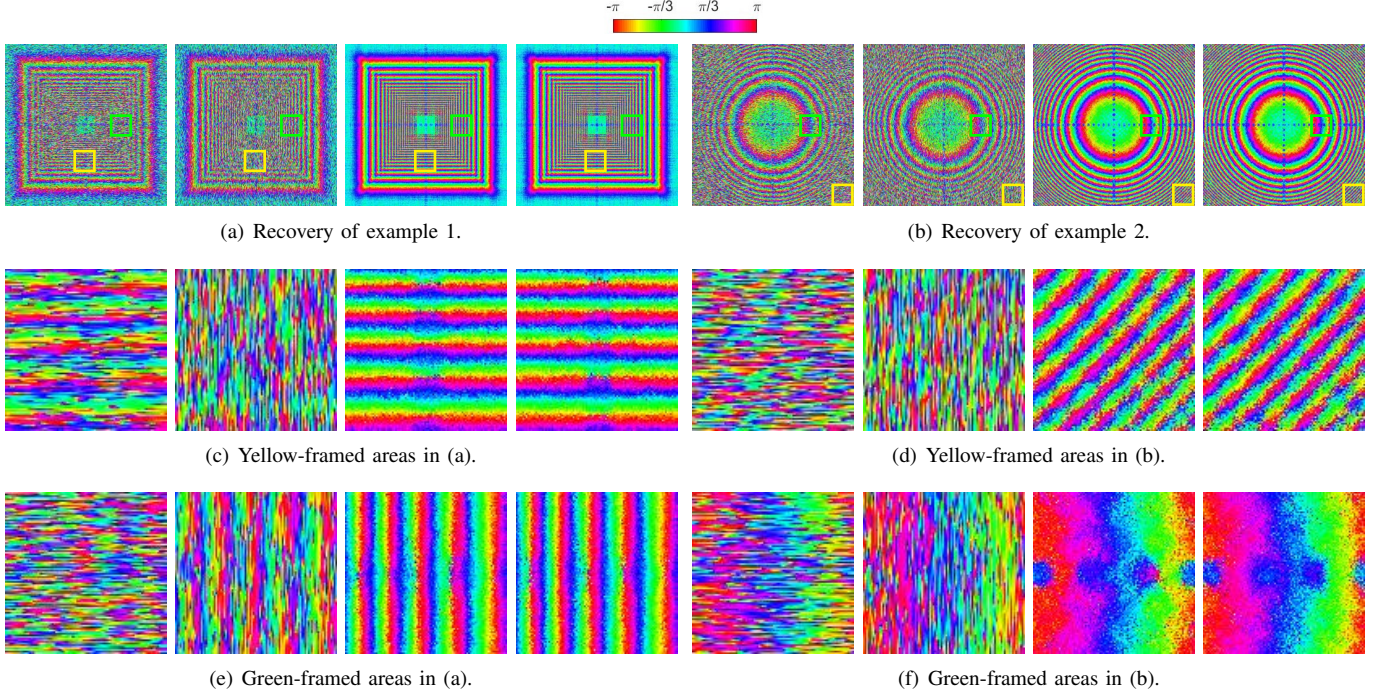 -π -π/3 π/3 π
(a) Recovery of example 1.
(b) Recovery of example 2.
(c) Yellow-framed areas in (a).
(d) Yellow-framed areas in (b).
(e) Green-framed areas in (a).
(f) Green-framed areas in (b).